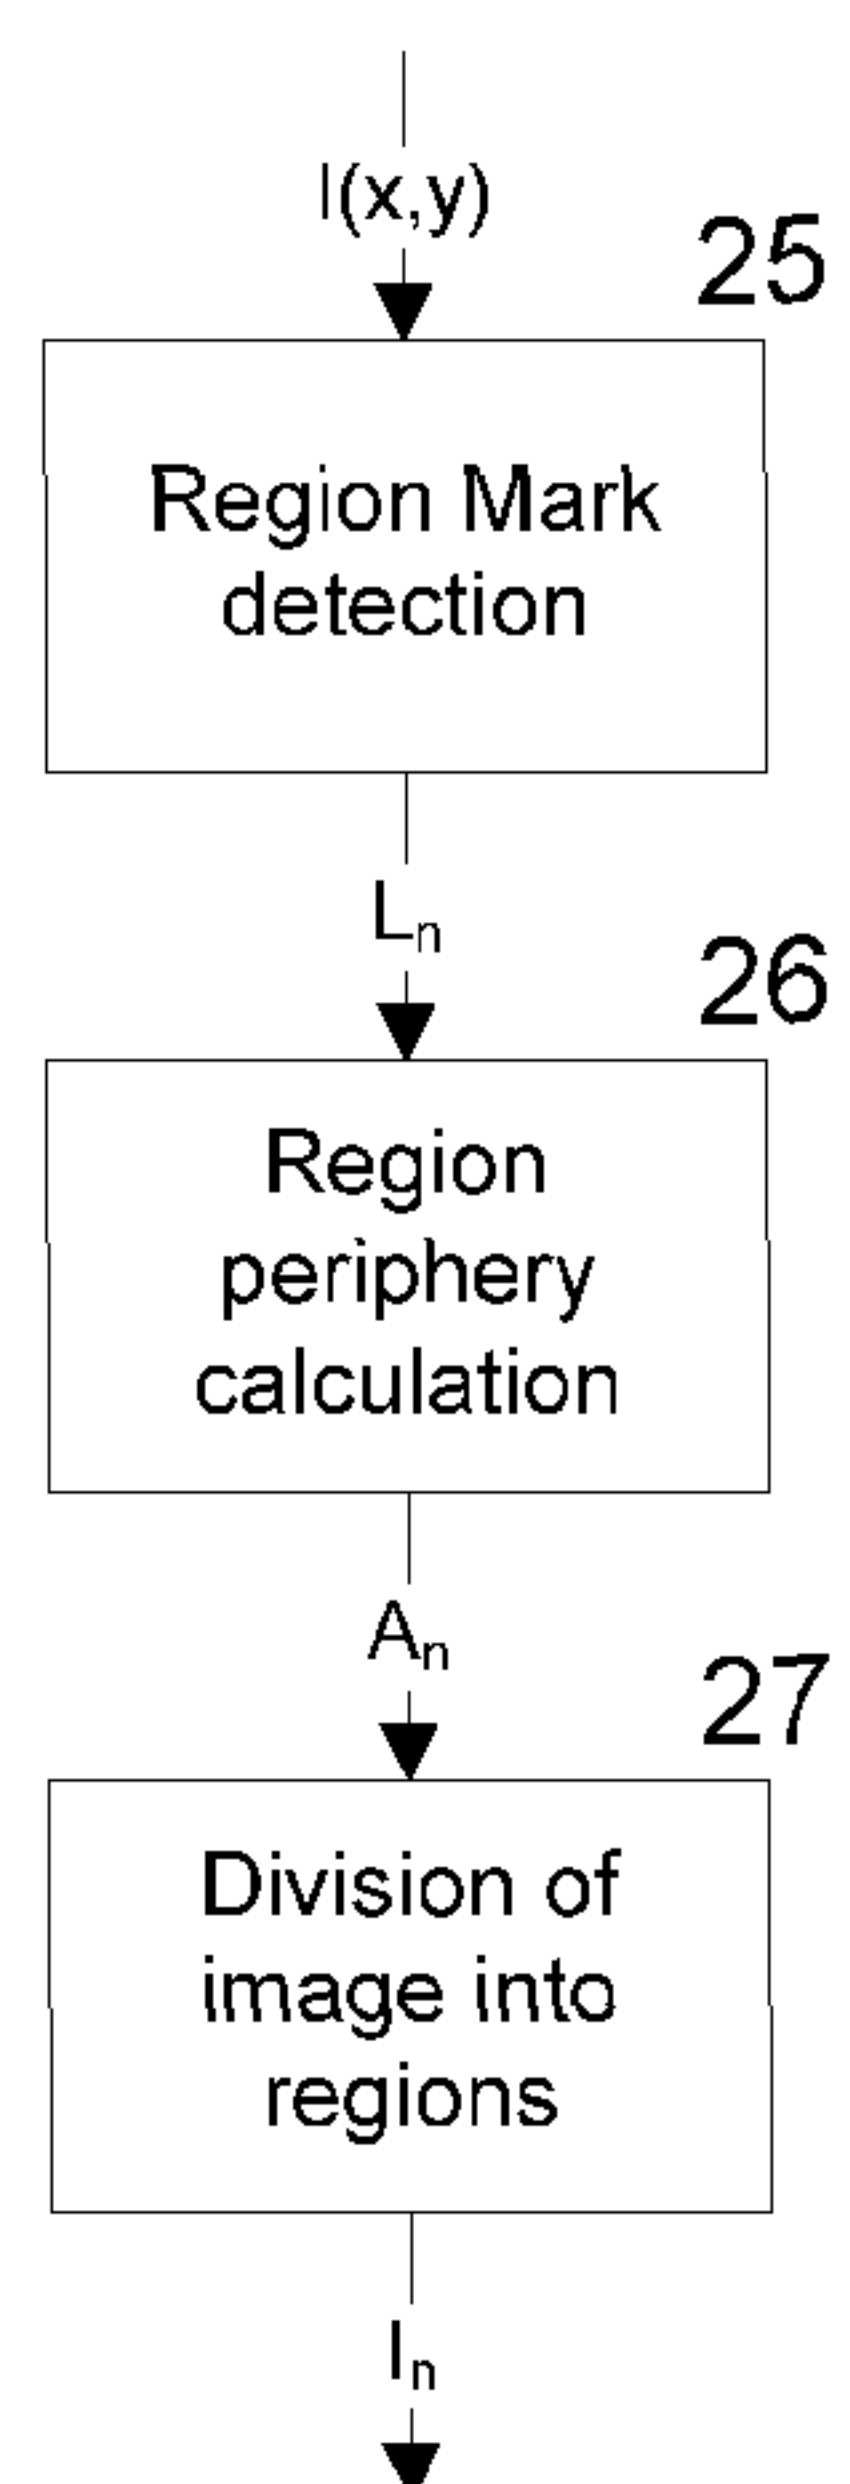 I(x,y)
25
Region Mark
detection
Lₙ
26
Region
periphery
calculation
Aₙ
27
Division of
image into
regions
Iₙ